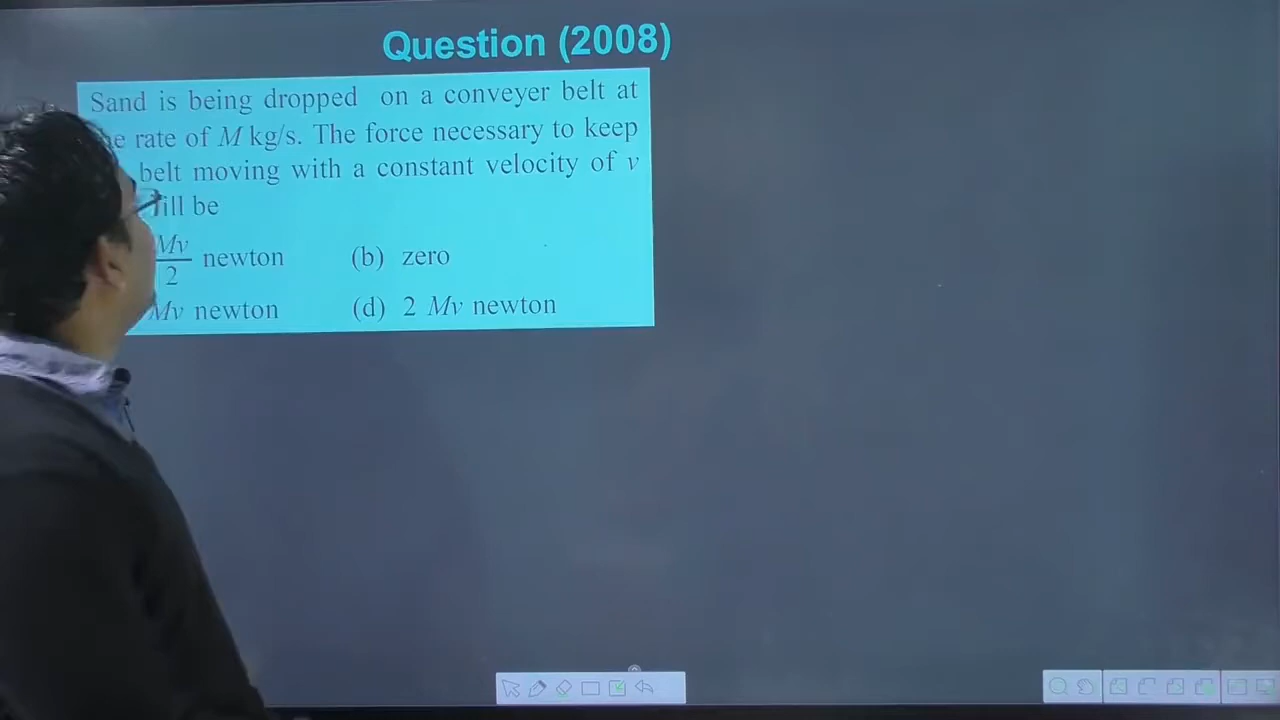 Question (2008)
Sand is being dropped on a conveyer belt at
rate of M kg/s. The force necessary to keep
belt moving with a constant velocity of v
ill be
Mv/2 newton (b) zero
Mv newton (d) 2 Mv newton